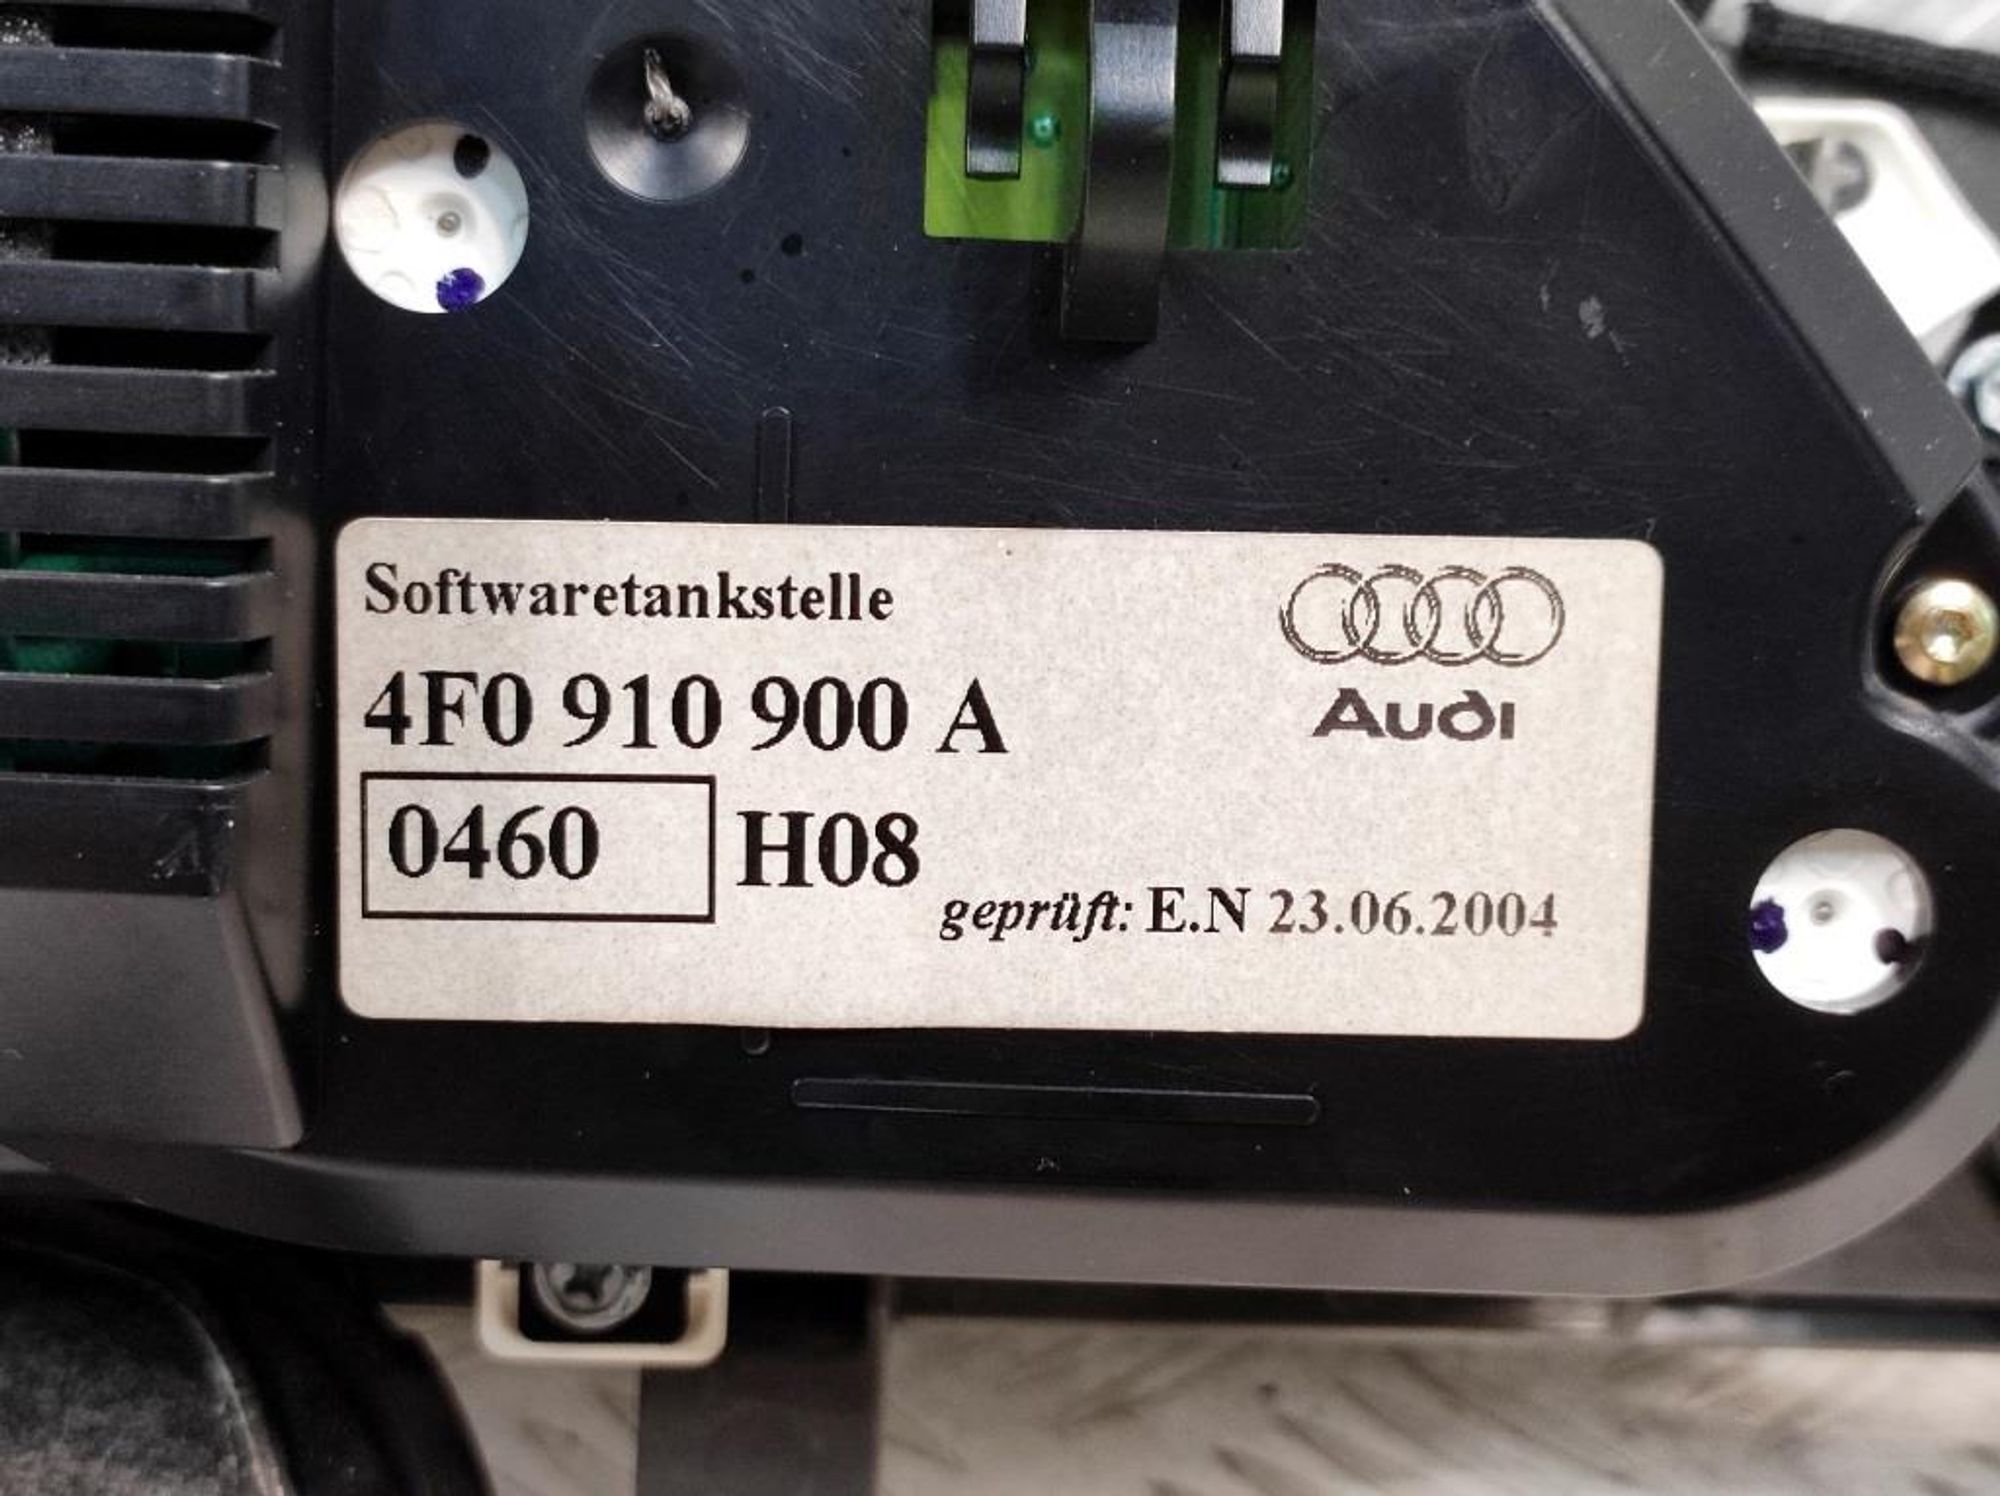 Softwaretankstelle
4F0 910 900 A
0460 H08
geprüft: E.N 23.06.2004
Audi